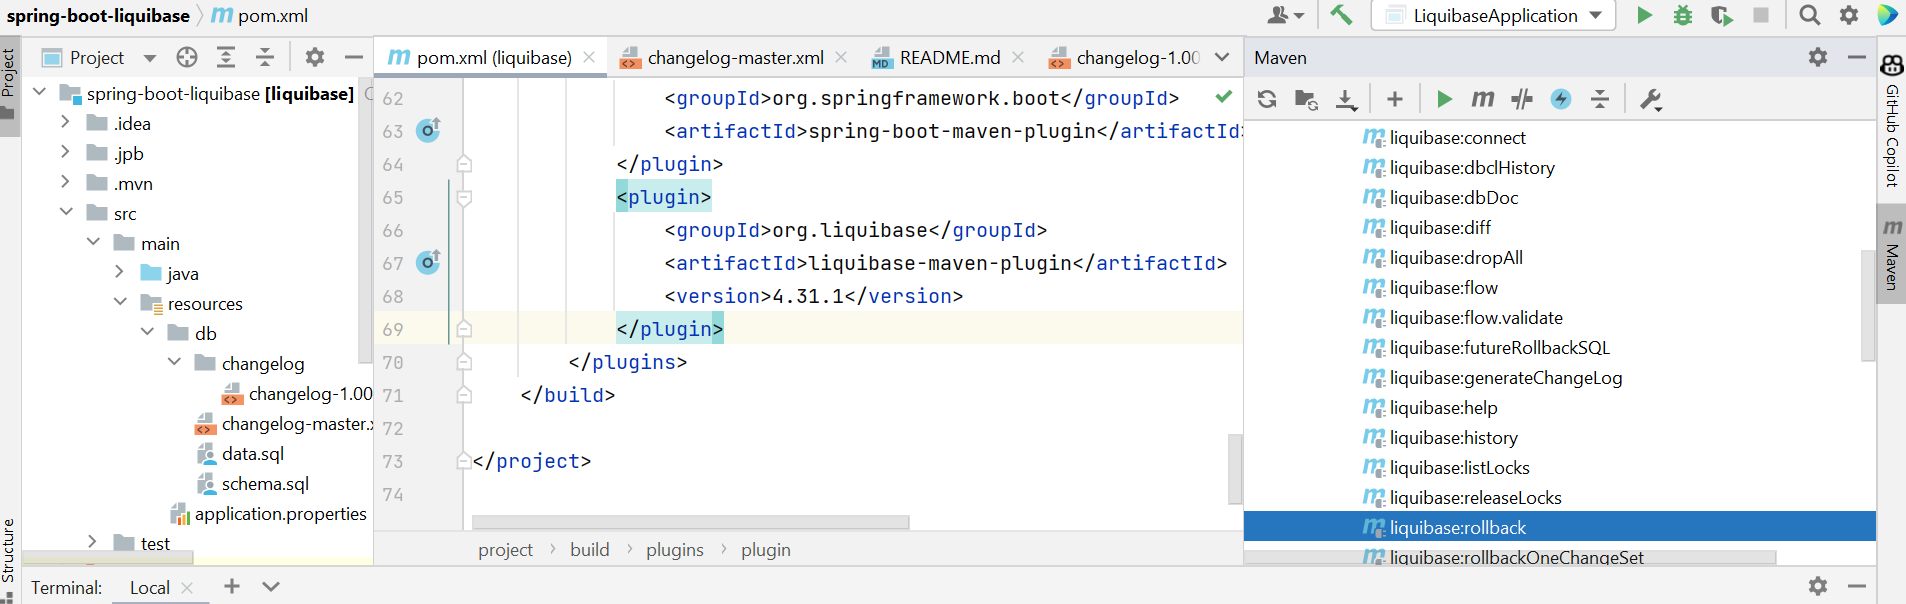 spring-boot-liquibase pom.xml
LiquibaseApplication
Project
pom.xml (liquibase)
changelog-master.xml
README.md
changelog-1.00
Maven
Project
Structure
spring-boot-liquibase [liquibase]
.idea
.jpb
.mvn
src
main
java
resources
db
changelog
changelog-1.00
changelog-master.x
data.sql
schema.sql
application.properties
test
62 <groupId>org.springframework.boot</groupId>
63 <artifactId>spring-boot-maven-plugin</artifactId>
64 </plugin>
65 <plugin>
66 <groupId>org.liquibase</groupId>
67 <artifactId>liquibase-maven-plugin</artifactId>
68 <version>4.31.1</version>
69 </plugin>
70 </plugins>
71 </build>
72
73 </project>
74
project > build > plugins > plugin
liquibase:connect
liquibase:dbclHistory
liquibase:dbDoc
liquibase:diff
liquibase:dropAll
liquibase:flow
liquibase:flow.validate
liquibase:futureRollbackSQL
liquibase:generateChangeLog
liquibase:help
liquibase:history
liquibase:listLocks
liquibase:releaseLocks
liquibase:rollback
liquibase:rollbackOneChangeSet
GitHub Copilot
Maven
Terminal: Local